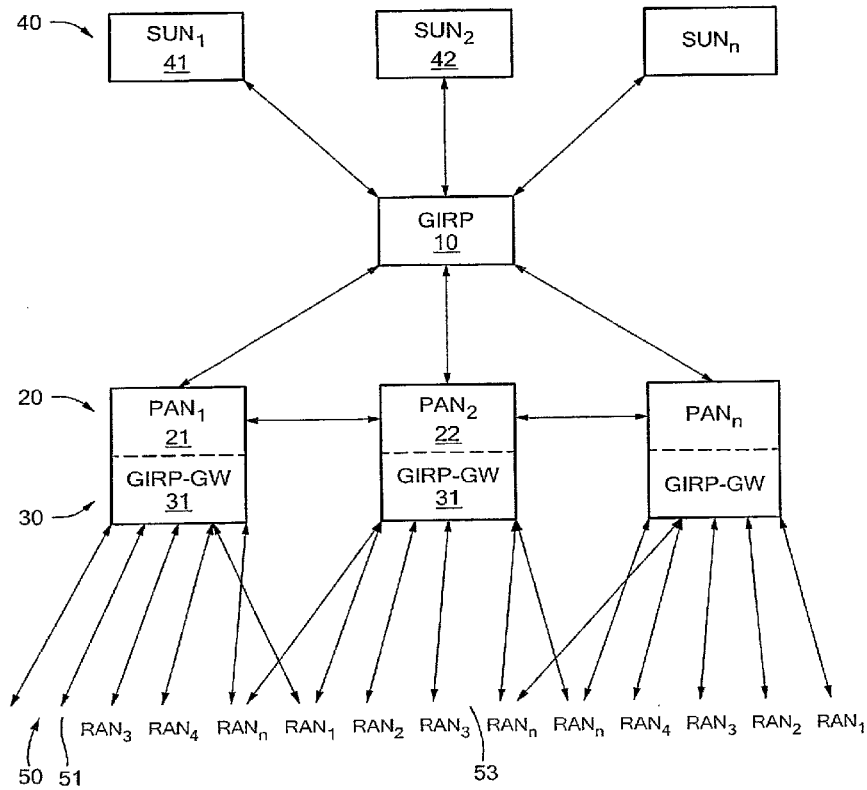 40
SUN₁
41
SUN₂
42
SUNₙ
GIRP
10
20
PAN₁
21
PAN₂
22
PANₙ
30
GIRP-GW
31
GIRP-GW
31
GIRP-GW
RAN₃ RAN₄ RANₙ RAN₁ RAN₂ RAN₃ RANₙ RANₙ RAN₄ RAN₃ RAN₂ RAN₁
50 51 53